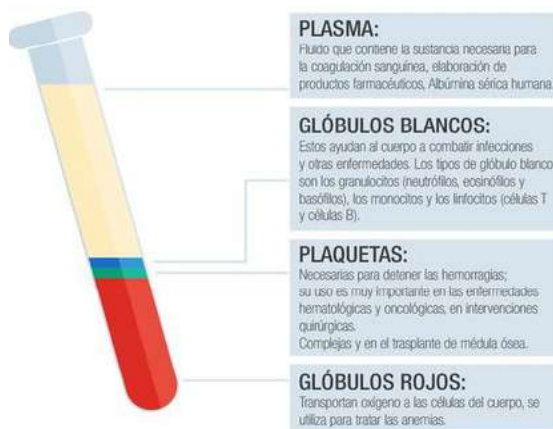 PLASMA:
Fluido que contiene la sustancia necesaria para
la coagulación sanguínea, elaboración de
productos farmacéuticos, Albúmina sérica humana.
GLÓBULOS BLANCOS:
Estos ayudan al cuerpo a combatir infecciones
y otras enfermedades. Los tipos de glóbulo blanco
son los granulocitos (neutrófilos, eosinófilos y
basófilos), los monocitos y los linfocitos (células T
y células B).
PLAQUETAS:
Necesarias para detener las hemorragias;
su uso es muy importante en las enfermedades
hematológicas y oncológicas, en intervenciones
quirúrgicas.
Complejas y en el trasplante de médula ósea.
GLÓBULOS ROJOS:
Transportan oxígeno a las células del cuerpo, se
utiliza para tratar las anemias.